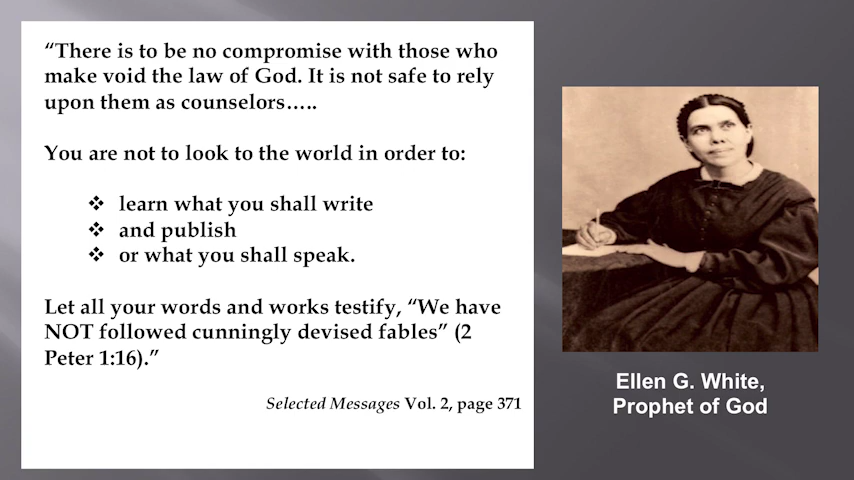 “There is to be no compromise with those who
make void the law of God. It is not safe to rely
upon them as counselors…..
You are not to look to the world in order to:
❖ learn what you shall write
❖ and publish
❖ or what you shall speak.
Let all your words and works testify, “We have
NOT followed cunningly devised fables” (2
Peter 1:16).”
Selected Messages Vol. 2, page 371
Ellen G. White,
Prophet of God